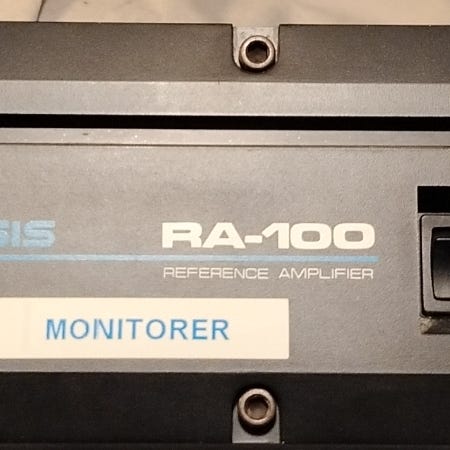 SIS RA-100
REFERENCE AMPLIFIER
MONITORER